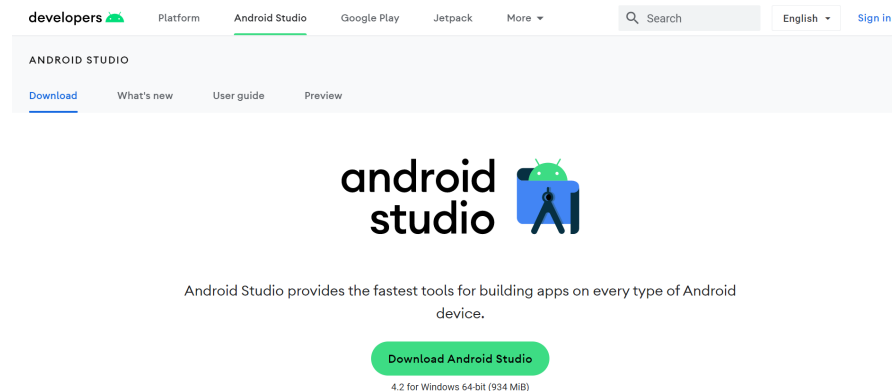 developers
Platform
Android Studio
Google Play
Jetpack
More
Search
English
Sign in
ANDROID STUDIO
Download
What's new
User guide
Preview
android
studio
Android Studio provides the fastest tools for building apps on every type of Android
device.
Download Android Studio
4.2 for Windows 64-bit (934 MiB)